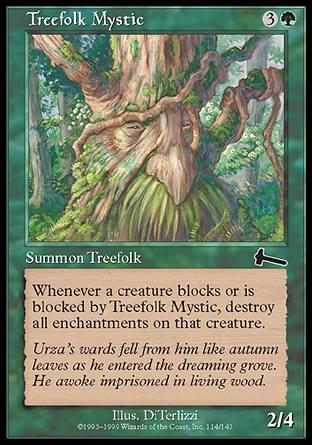 Treefolk Mystic 3
Summon Treefolk
Whenever a creature blocks or is
blocked by Treefolk Mystic, destroy
all enchantments on that creature.
Urza's wards fell from him like autumn
leaves as he entered the dreaming grove.
He awoke imprisoned in living wood.
Illus. DiTerlizzi
©1993–1999 Wizards of the Coast, Inc. 114/143
2/4